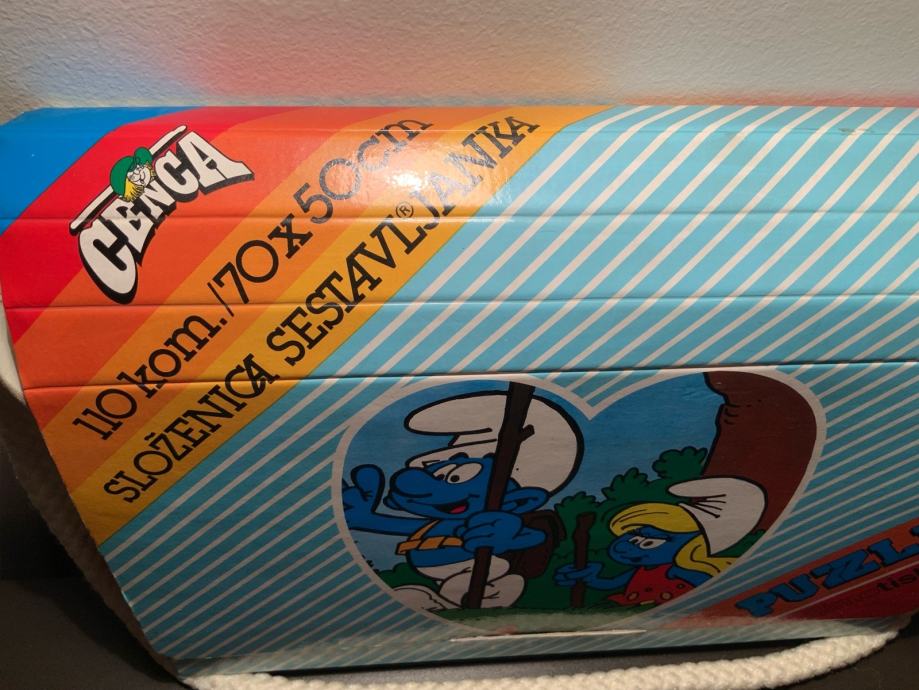 CENCA
110 kom./70x50cm
SLOŽENICA SESTAVLJANKA®
PUZZL